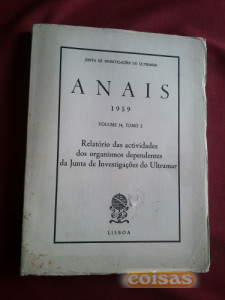 JUNTA DE INVESTIGAÇÕES DO ULTRAMAR
ANAIS
1959
VOLUME 14, TOMO 2
Relatório das actividades
dos organismos dependentes
da Junta de Investigações do Ultramar
LISBOA
coisas